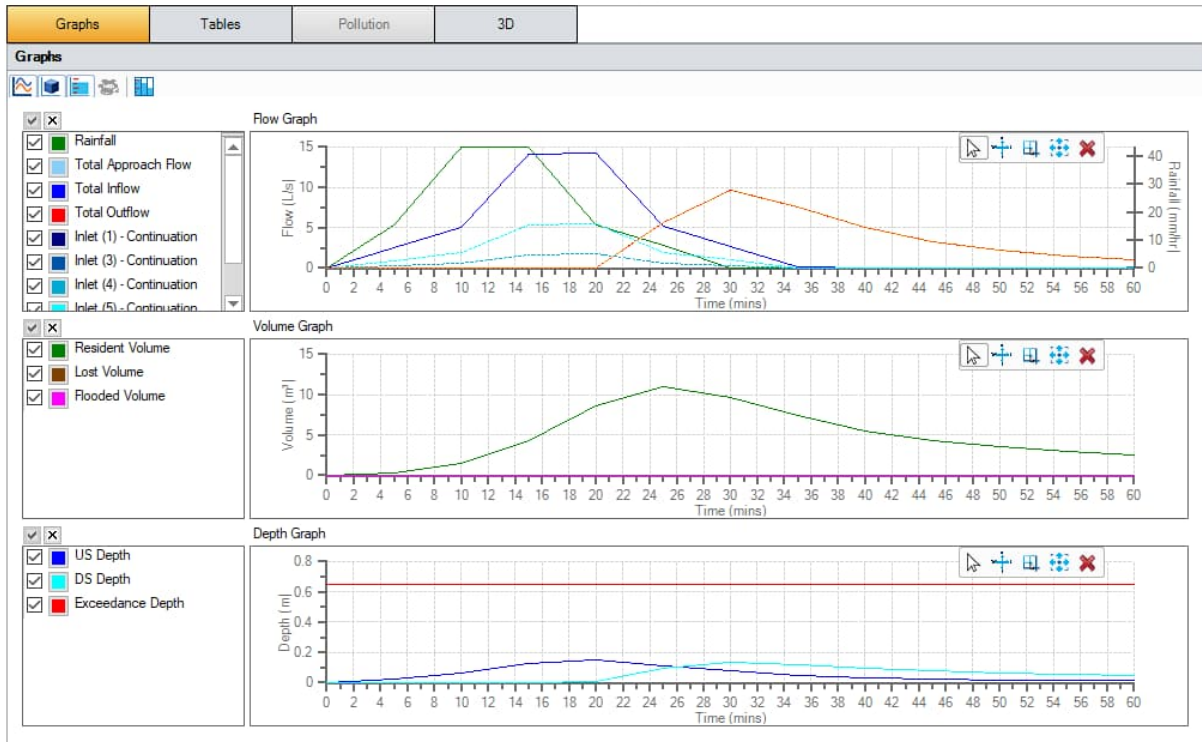 Graphs Tables Pollution 3D
Graphs
Rainfall
Total Approach Flow
Total Inflow
Total Outflow
Inlet (1) - Continuation
Inlet (3) - Continuation
Inlet (4) - Continuation
Inlet (5) - Continuation
Flow Graph
15
10
5
0
Flow (L/s)
40
30
20
10
0
Rainfall (mm/hr)
0 2 4 6 8 10 12 14 16 18 20 22 24 26 28 30 32 34 36 38 40 42 44 46 48 50 52 54 56 58 60
Time (mins)
Resident Volume
Lost Volume
Flooded Volume
Volume Graph
15
10
5
0
Volume (m³)
0 2 4 6 8 10 12 14 16 18 20 22 24 26 28 30 32 34 36 38 40 42 44 46 48 50 52 54 56 58 60
Time (mins)
US Depth
DS Depth
Exceedance Depth
Depth Graph
0.8
0.6
0.4
0.2
0
Depth (m)
0 2 4 6 8 10 12 14 16 18 20 22 24 26 28 30 32 34 36 38 40 42 44 46 48 50 52 54 56 58 60
Time (mins)